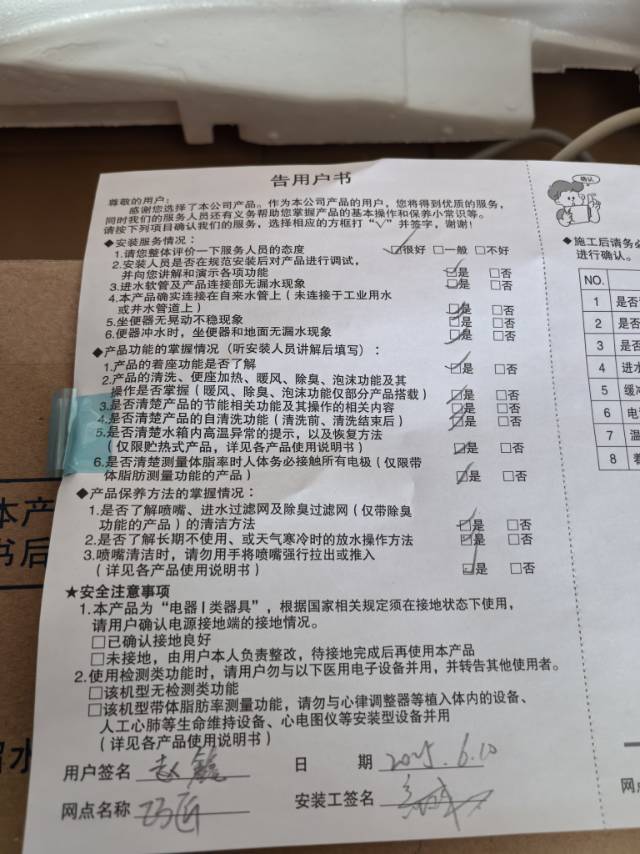 告用户书
尊敬的用户：
感谢您选择了本公司产品。作为本公司产品的用户，您将得到优质的服务，
同时我们的服务人员还有义务帮助您掌握产品的基本操作和保养小常识等。
请按下列项目确认我们的服务，选择相应的方框打“√”并签字，谢谢！
◆安装服务情况：
1.请您整体评价一下服务人员的态度 ☑很好 □一般 □不好
2.安装人员是否在规范安装后对产品进行调试，
并向您讲解和演示各项功能 ☑是 □否
3.进水软管及产品连接部无漏水现象 ☑是 □否
4.本产品确实连接在自来水管上（未连接于工业用水
或井水管道上） ☑是 □否
5.坐便器无晃动不稳现象 ☑是 □否
6.便器冲水时，坐便器和地面无漏水现象 ☑是 □否
◆产品功能的掌握情况（听安装人员讲解后填写）：
1.产品的着座功能是否了解 ☑是 □否
2.产品的清洗、便座加热、暖风、除臭、泡沫功能及其
操作是否掌握（暖风、除臭、泡沫功能仅部分产品搭载） ☑是 □否
3.是否清楚产品的节能相关功能及其操作的相关内容 ☑是 □否
4.是否清楚产品的自清洗功能（清洗前、清洗结束后） ☑是 □否
5.是否清楚水箱内高温异常的提示，以及恢复方法
（仅限贮热式产品，详见各产品使用说明书） ☑是 □否
6.是否清楚测量体脂率时人体务必接触所有电极（仅限带
体脂肪测量功能的产品） ☑是 □否
◆产品保养方法的掌握情况：
1.是否了解喷嘴、进水过滤网及除臭过滤网（仅带除臭
功能的产品）的清洁方法 ☑是 □否
2.是否了解长期不使用、或天气寒冷时的放水操作方法 ☑是 □否
3.喷嘴清洁时，请勿用手将喷嘴强行拉出或推入
（详见各产品使用说明书） ☑是 □否
★安全注意事项
1.本产品为“电器Ⅰ类器具”，根据国家相关规定须在接地状态下使用，
请用户确认电源接地端的接地情况。
□已确认接地良好
□未接地，由用户本人负责整改，待接地完成后再使用本产品
2.使用检测类功能时，请用户勿与以下医用电子设备并用，并转告其他使用者。
□该机型无检测类功能
□该机型带体脂肪率测量功能，请勿与心律调整器等植入体内的设备、
人工心肺等生命维持设备、心电图仪等安装型设备并用
（详见各产品使用说明书）
用户签名 日 期 2025.6.10
网点名称 安装工签名
确认
◆施工后请务
进行确认。
NO.
1 是否
2 是否
3 是否
4 进水
5 缓冲
6 电
7 温
8 着
网点
本产
书后
水